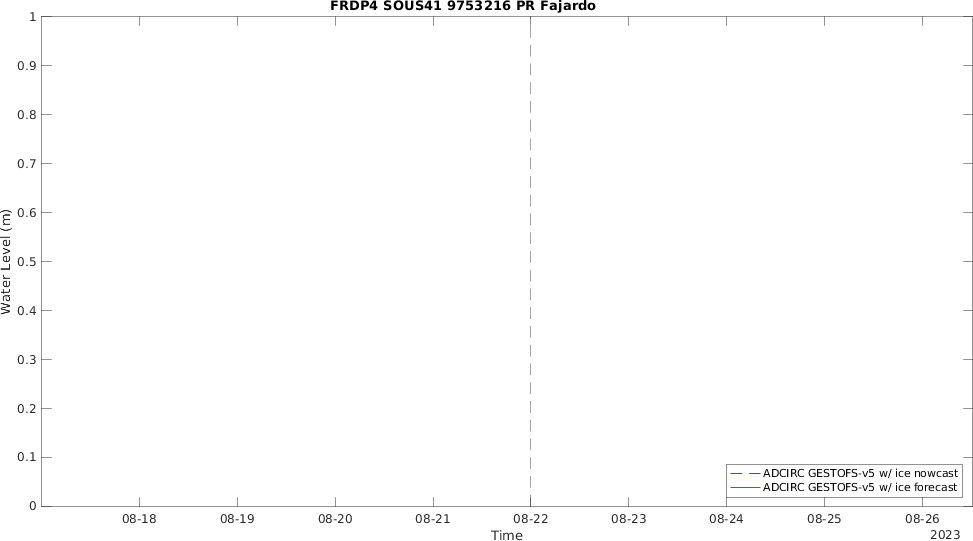 FRDP4 SOUS41 9753216 PR Fajardo
1
0.9
0.8
0.7
0.6
0.5
0.4
0.3
0.2
0.1
0
Water Level (m)
ADCIRC GESTOFS-v5 w/ ice nowcast
ADCIRC GESTOFS-v5 w/ ice forecast
08-18 08-19 08-20 08-21 08-22 08-23 08-24 08-25 08-26
Time
2023